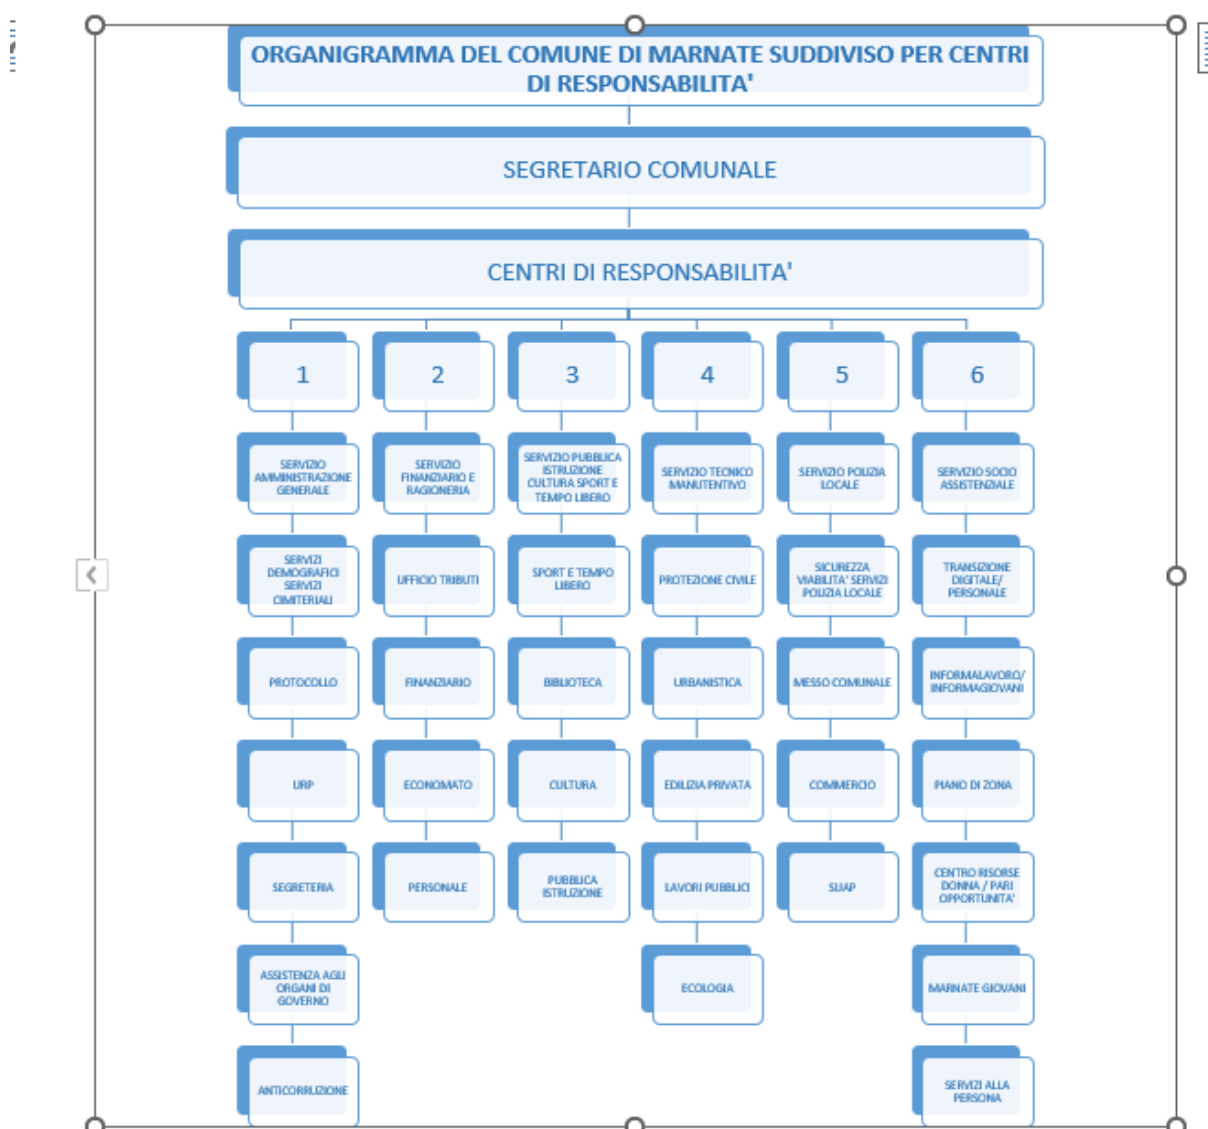 ORGANIGRAMMA DEL COMUNE DI MARNATE SUDDIVISO PER CENTRI
DI RESPONSABILITA'
SEGRETARIO COMUNALE
CENTRI DI RESPONSABILITA'
1
2
3
4
5
6
SERVIZIO
AMMINISTRAZIONE
GENERALE
SERVIZIO
FINANZIARIO E
RAGIONERIA
SERVIZIO PUBBLICA
ISTRUZIONE
CULTURA SPORT E
TEMPO LIBERO
SERVIZIO TECNICO
MANUTENTIVO
SERVIZIO POLIZIA
LOCALE
SERVIZIO SOCIO
ASSISTENZIALE
SERVIZI
DEMOGRAFICI
SERVIZI
CIMITERIALI
UFFICIO TRIBUTI
SPORT E TEMPO
LIBERO
PROTEZIONE CIVILE
SICUREZZA
VIABILITA' SERVIZI
POLIZIA LOCALE
TRANSIZIONE
DIGITALE/
PERSONALE
PROTOCOLLO
FINANZIARIO
BIBLIOTECA
URBANISTICA
MESSO COMUNALE
INFORMALAVORO/
INFORMAGIOVANI
URP
ECONOMATO
CULTURA
EDILIZIA PRIVATA
COMMERCIO
PIANO DI ZONA
SEGRETERIA
PERSONALE
PUBBLICA
ISTRUZIONE
LAVORI PUBBLICI
SUAP
CENTRO RISORSE
DONNA / PARI
OPPORTUNITA'
ASSISTENZA AGLI
ORGANI DI
GOVERNO
ECOLOGIA
MARNATE GIOVANI
ANTICORRUZIONE
SERVIZI ALLA
PERSONA